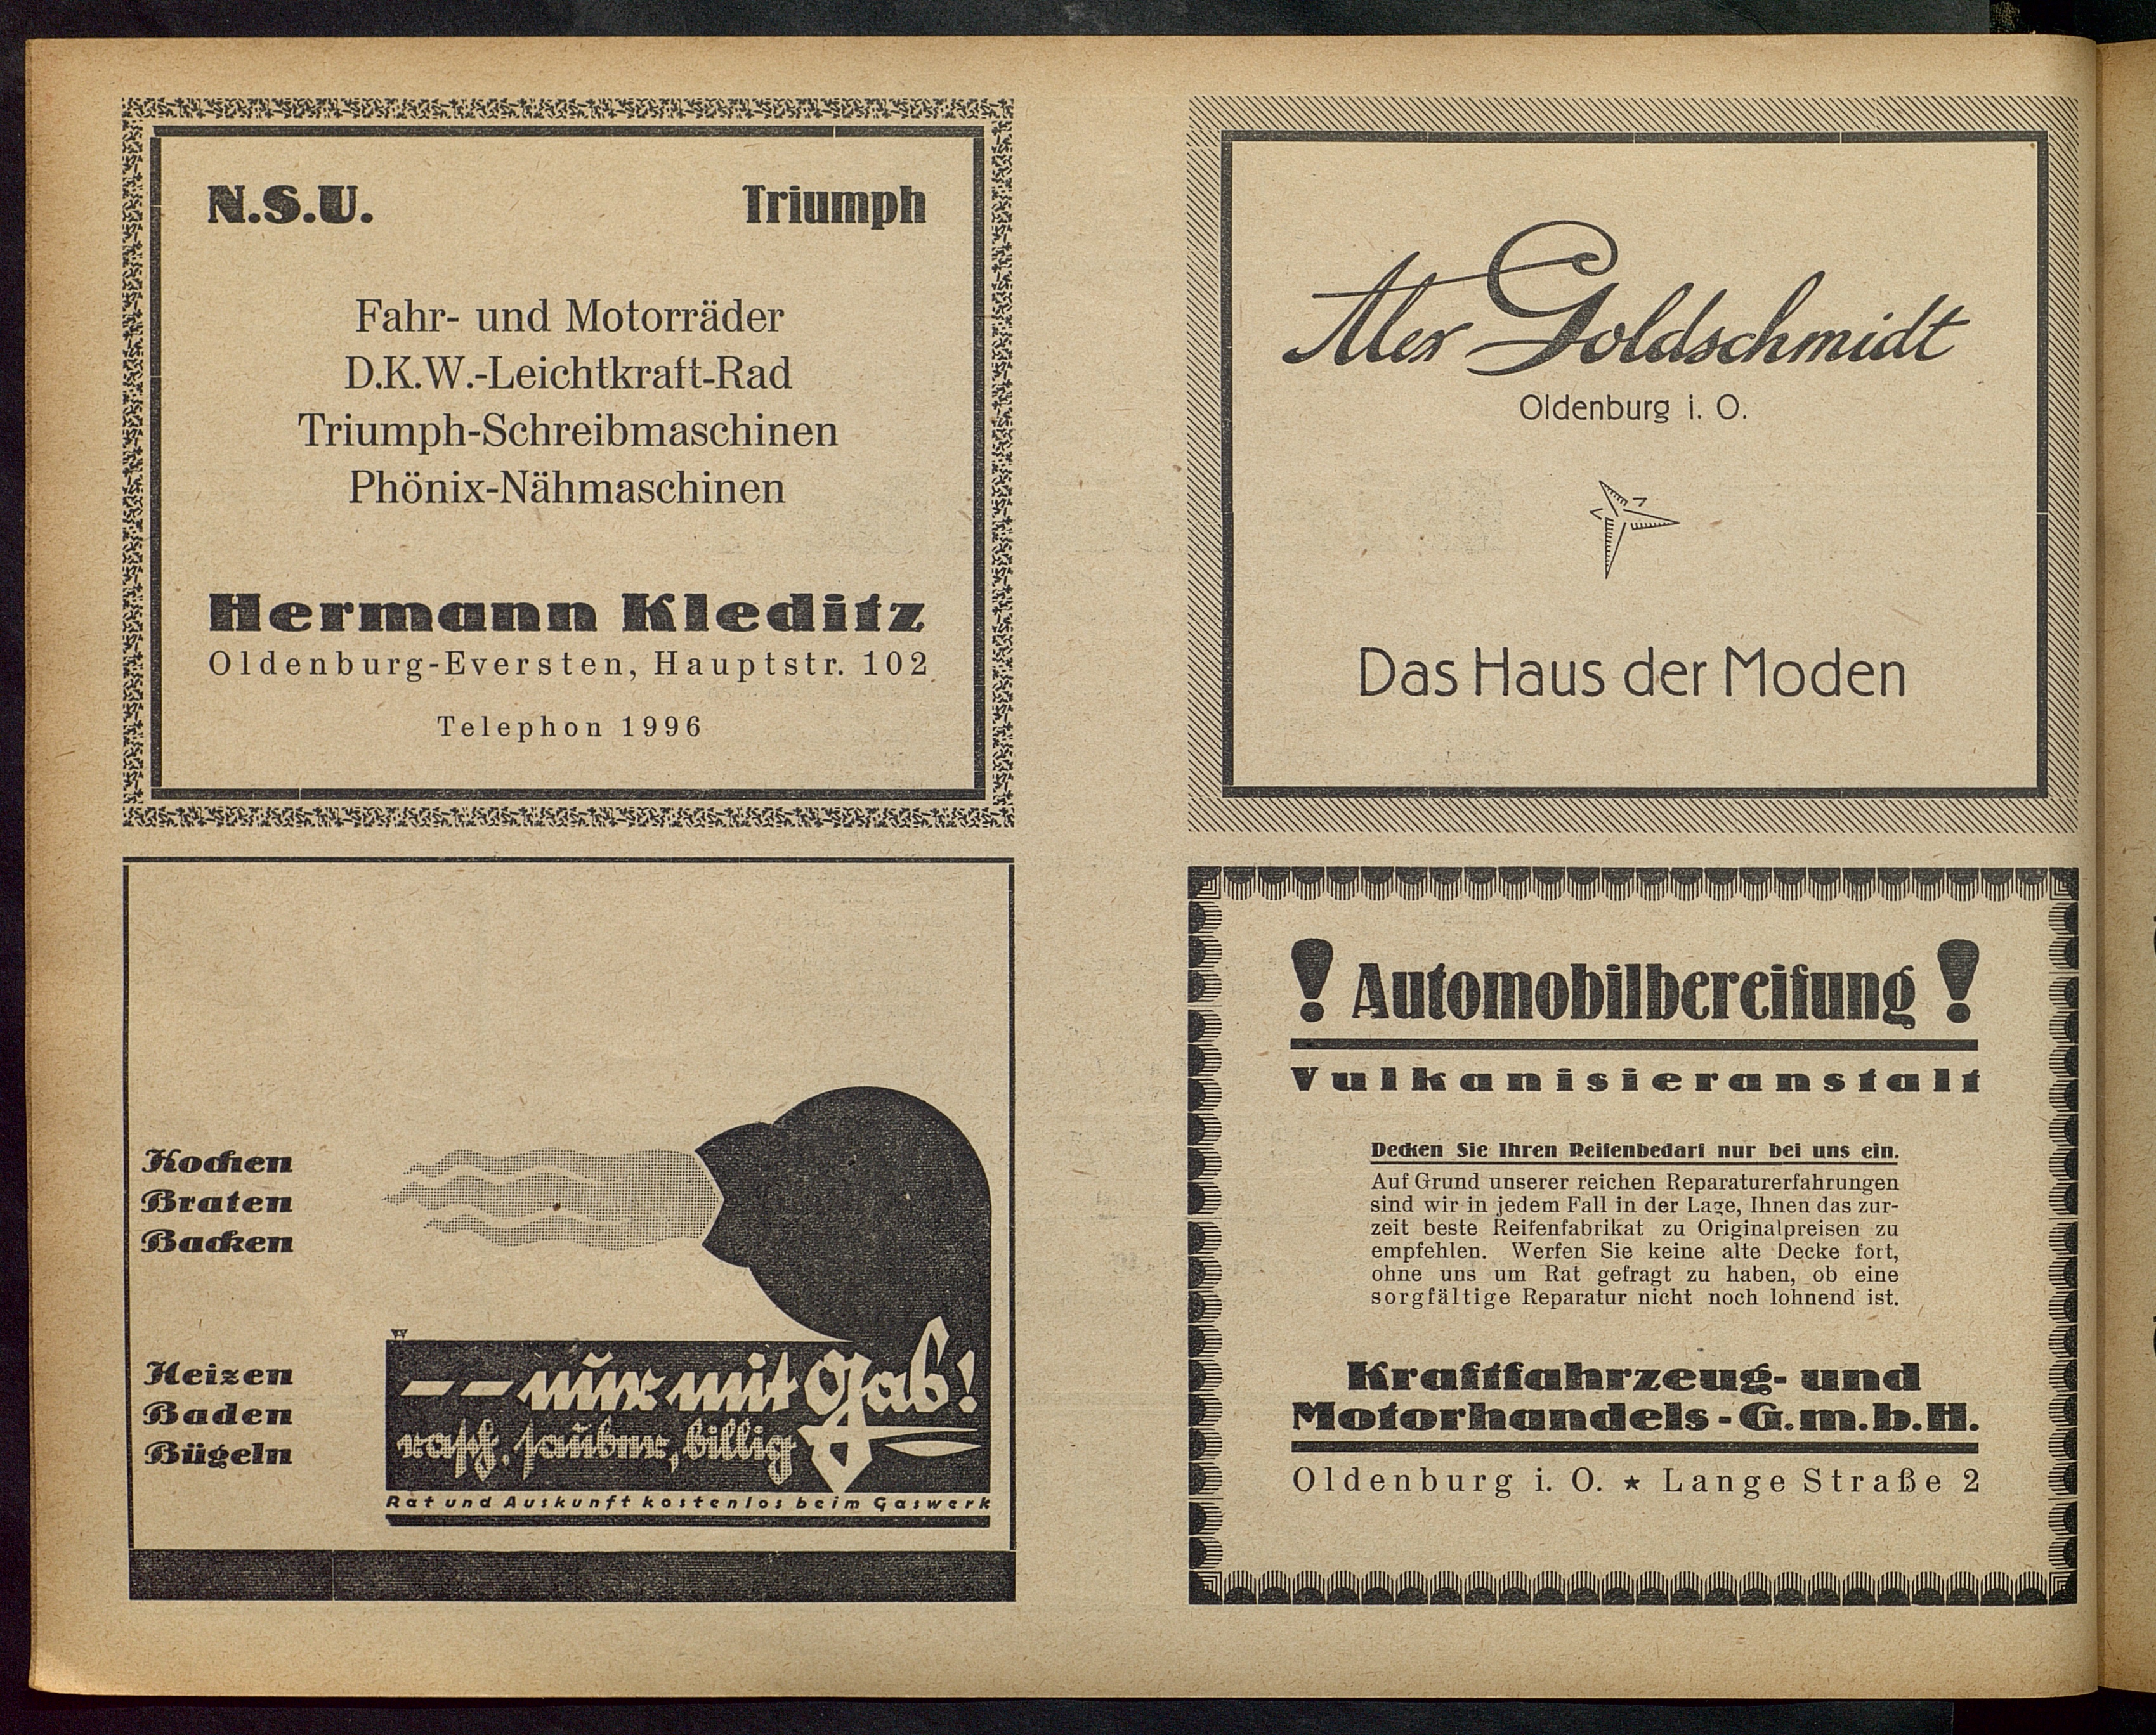 N.S.U. Triumph
Fahr- und Motorräder
D.K.W.-Leichtkraft-Rad
Triumph-Schreibmaschinen
Phönix-Nähmaschinen
Hermann Kleditz
Oldenburg-Eversten, Hauptstr. 102
Telephon 1996
Alex Goldschmidt
Oldenburg i. O.
Das Haus der Moden
Kochen
Braten
Backen
Heizen
Baden
Bügeln
-- nur mit Gas!
rasch, sauber, billig
Rat und Auskunft kostenlos beim Gaswerk
! Automobilbereifung !
Vulkanisieranstalt
Decken Sie Ihren Reifenbedarf nur bei uns ein.
Auf Grund unserer reichen Reparaturerfahrungen
sind wir in jedem Fall in der Lage, Ihnen das zur-
zeit beste Reifenfabrikat zu Originalpreisen zu
empfehlen. Werfen Sie keine alte Decke fort,
ohne uns um Rat gefragt zu haben, ob eine
sorgfältige Reparatur nicht noch lohnend ist.
Kraftfahrzeug- und
Motorhandels-G.m.b.H.
Oldenburg i. O. ★ Lange Straße 2